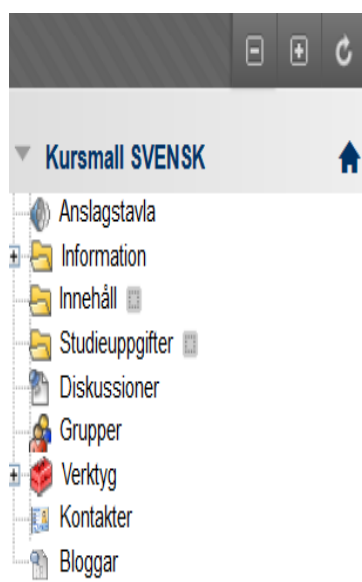 Kursmall SVENSK
Anslagstavla
Information
Innehåll
Studieuppgifter
Diskussioner
Grupper
Verktyg
Kontakter
Bloggar